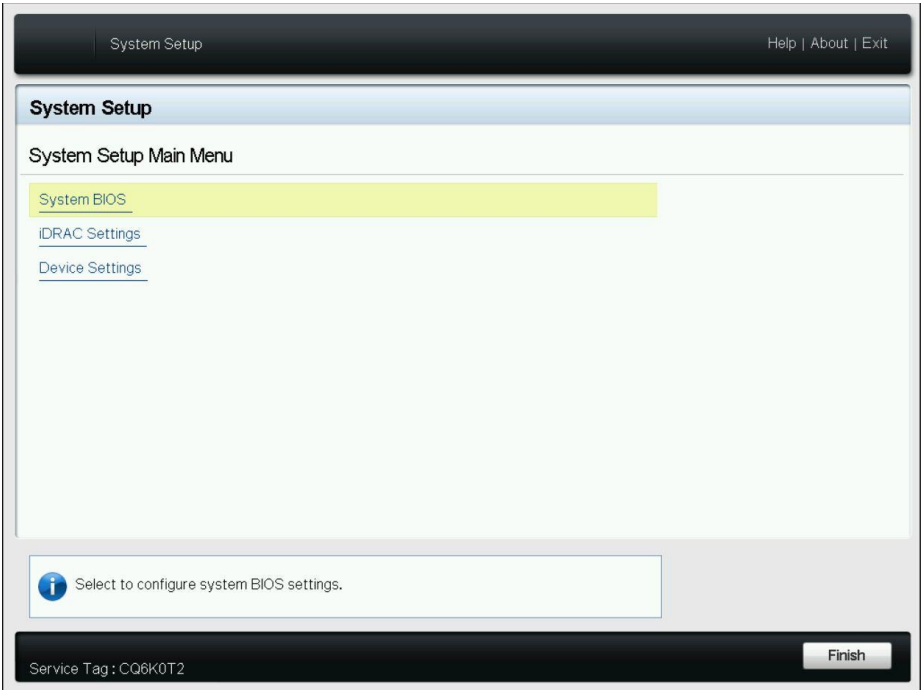 System Setup
Help | About | Exit
System Setup
System Setup Main Menu
System BIOS
iDRAC Settings
Device Settings
Select to configure system BIOS settings.
Service Tag : CQ6K0T2
Finish